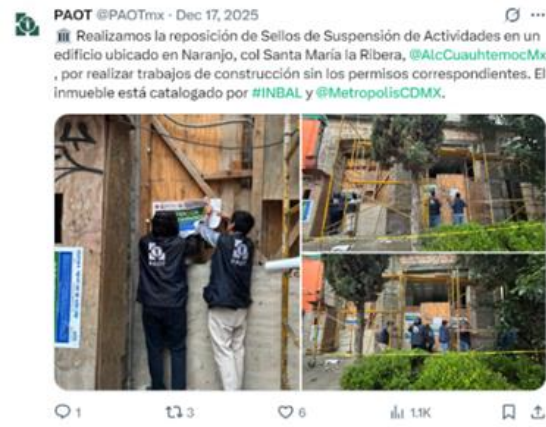 PAOT @PAOTmx · Dec 17, 2025
🏛 Realizamos la reposición de Sellos de Suspensión de Actividades en un
edificio ubicado en Naranjo, col Santa María la Ribera, @AlcCuauhtemocMx
, por realizar trabajos de construcción sin los permisos correspondientes. El
inmueble está catalogado por #INBAL y @MetropolisCDMX.
PAOT
PAOT
1
3
6
1.1K